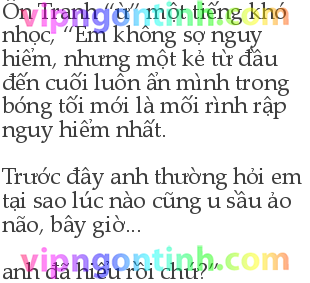 Ôn Tranh “ừ” một tiếng khó
nhọc, “Em không sợ nguy
hiểm, nhưng một kẻ từ đầu
đến cuối luôn ẩn mình trong
bóng tối mới là mối rình rập
nguy hiểm nhất.
Trước đây anh thường hỏi em
tại sao lúc nào cũng u sầu ảo
não, bây giờ...
vipngontinh.com
anh đã hiểu rồi chứ?”